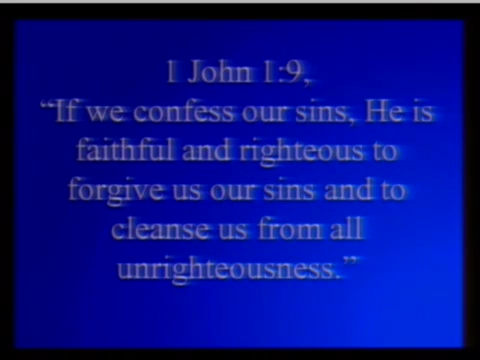 1 John 1:9,
“If we confess our sins, He is
faithful and righteous to
forgive us our sins and to
cleanse us from all
unrighteousness.”